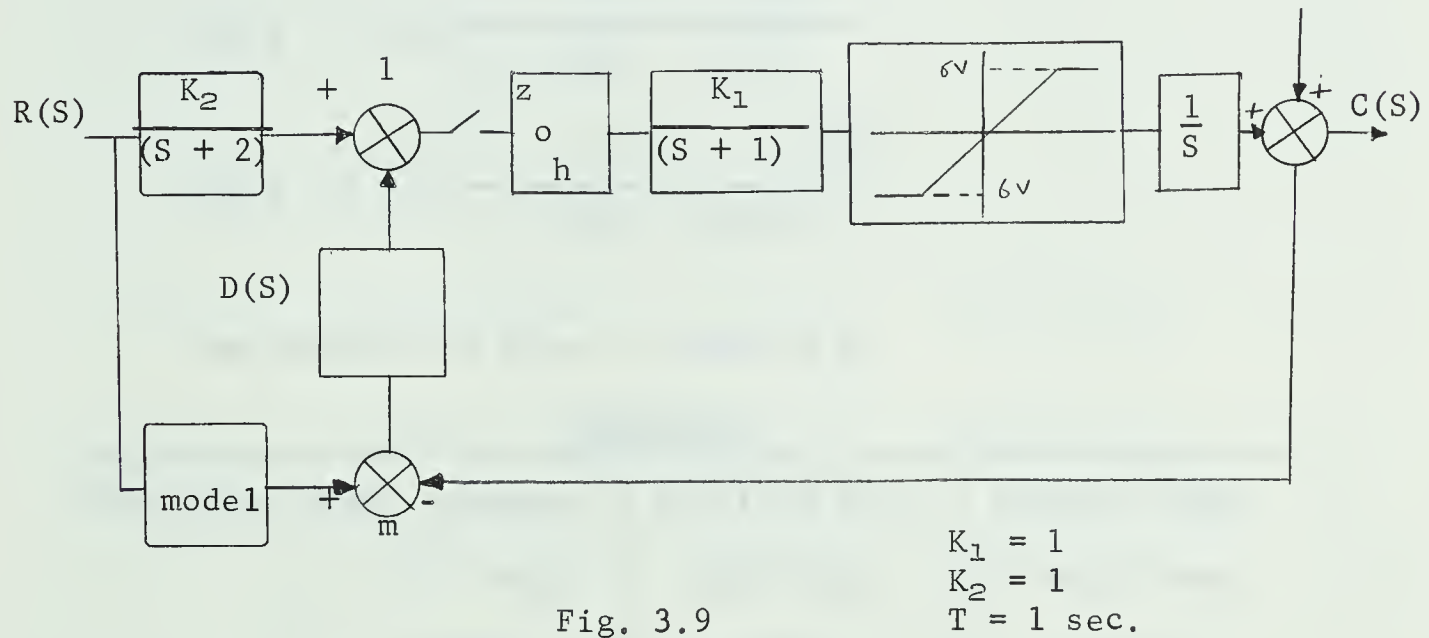 R(S)
K₂
(S + 2)
+
1
z
o
h
K₁
(S + 1)
6V
6V
1
S
+
+
C(S)
D(S)
model
+
-
m
K₁ = 1
K₂ = 1
T = 1 sec.
Fig. 3.9